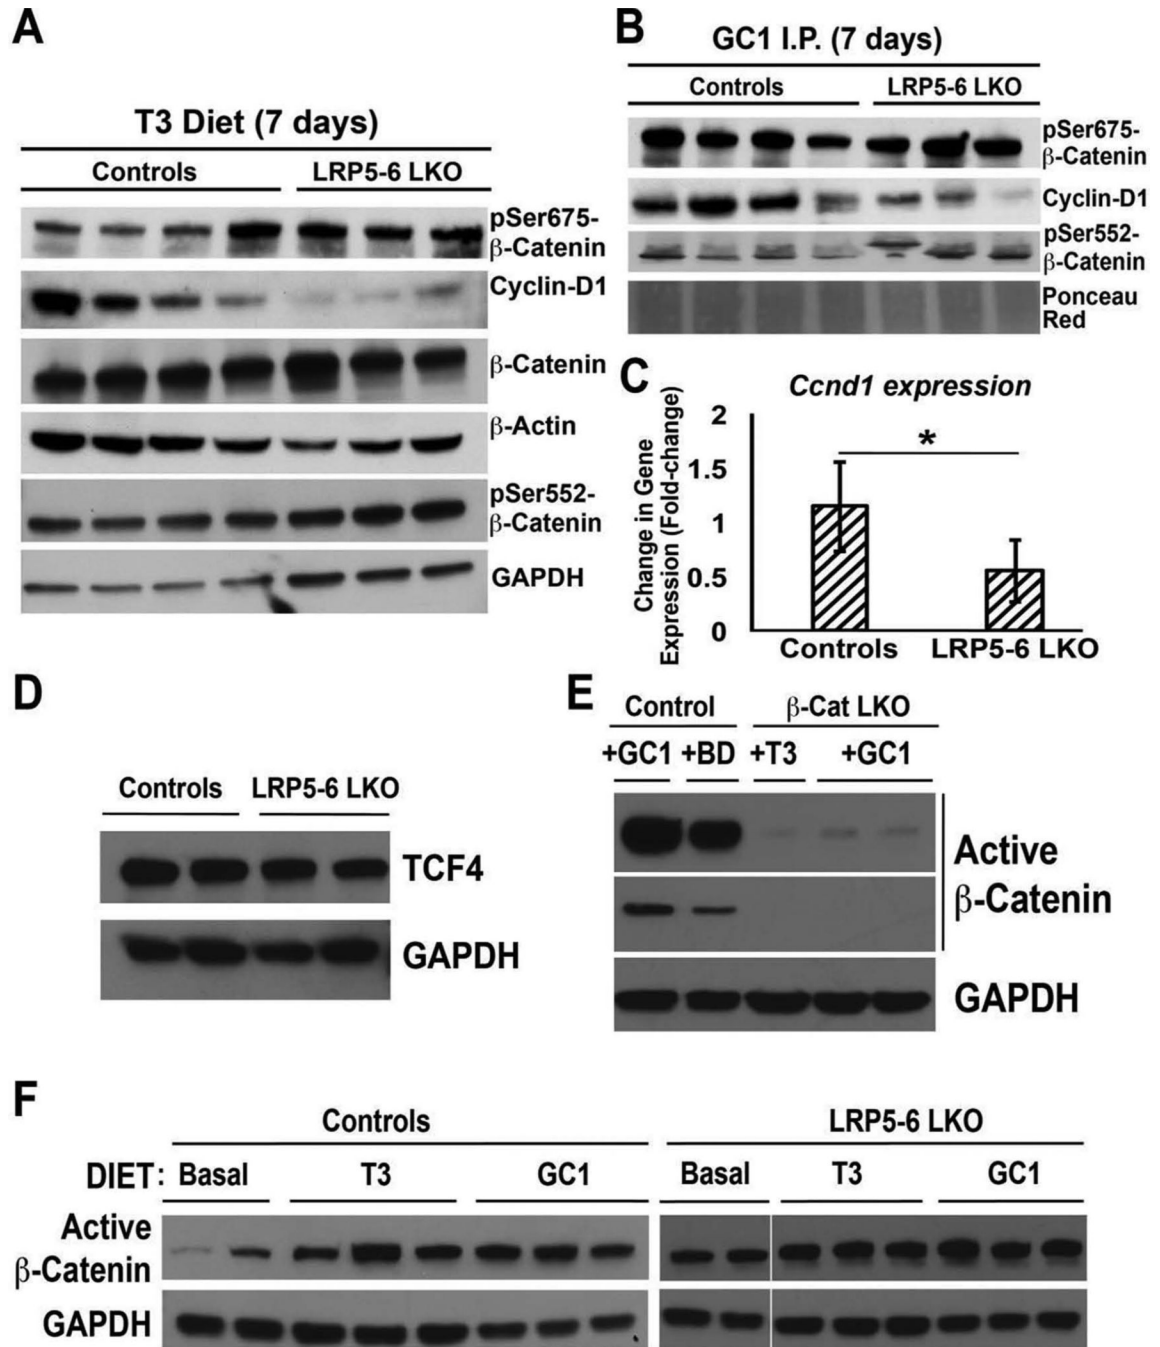 A
T3 Diet (7 days)
Controls LRP5-6 LKO
pSer675-
β-Catenin
Cyclin-D1
β-Catenin
β-Actin
pSer552-
β-Catenin
GAPDH
B
GC1 I.P. (7 days)
Controls LRP5-6 LKO
pSer675-
β-Catenin
Cyclin-D1
pSer552-
β-Catenin
Ponceau
Red
C
Ccnd1 expression
Change in Gene
Expression (Fold-change)
2
1.5
1
0.5
0
*
Controls LRP5-6 LKO
D
Controls LRP5-6 LKO
TCF4
GAPDH
E
Control β-Cat LKO
+GC1 +BD +T3 +GC1
Active
β-Catenin
GAPDH
F
Controls LRP5-6 LKO
DIET: Basal T3 GC1 Basal T3 GC1
Active
β-Catenin
GAPDH